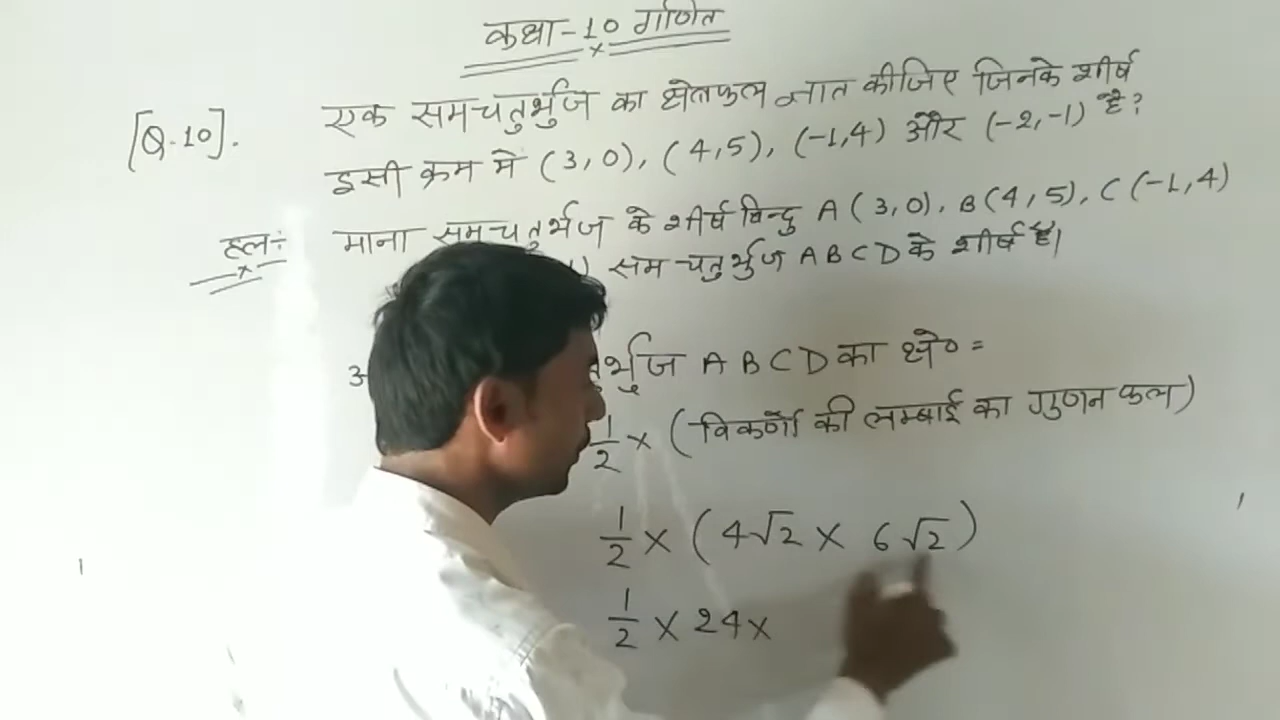 कक्षा-10 गणित
[Q.10]. एक समचतुर्भुज का क्षेत्रफल ज्ञात कीजिए जिनके शीर्ष
इसी क्रम में (3,0), (4,5), (-1,4) और (-2,-1) है?
हल÷ माना समचतुर्भुज के शीर्ष विन्दु A(3,0), B(4,5), C(-1,4)
समचतुर्भुज ABCD के शीर्ष है।
ABCD का क्षे० =
1/2 × (विकर्णो की लम्बाई का गुणनफल)
1/2 × (4√2 × 6√2)
1/2 × 24 ×